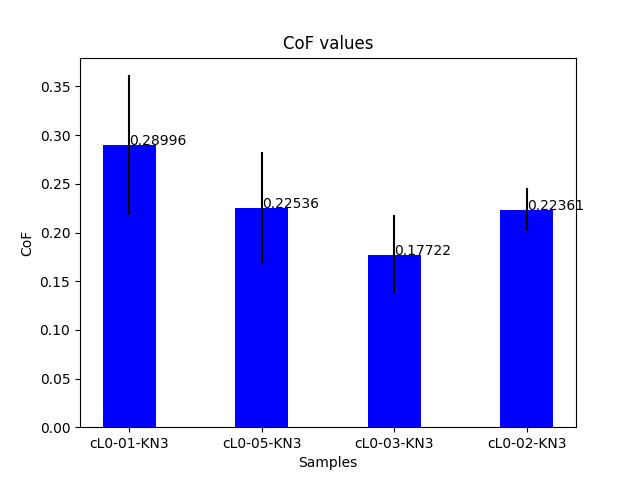 CoF values
CoF
0.35
0.30
0.25
0.20
0.15
0.10
0.05
0.00
0.28996
0.22536
0.17722
0.22361
cL0-01-KN3
cL0-05-KN3
cL0-03-KN3
cL0-02-KN3
Samples